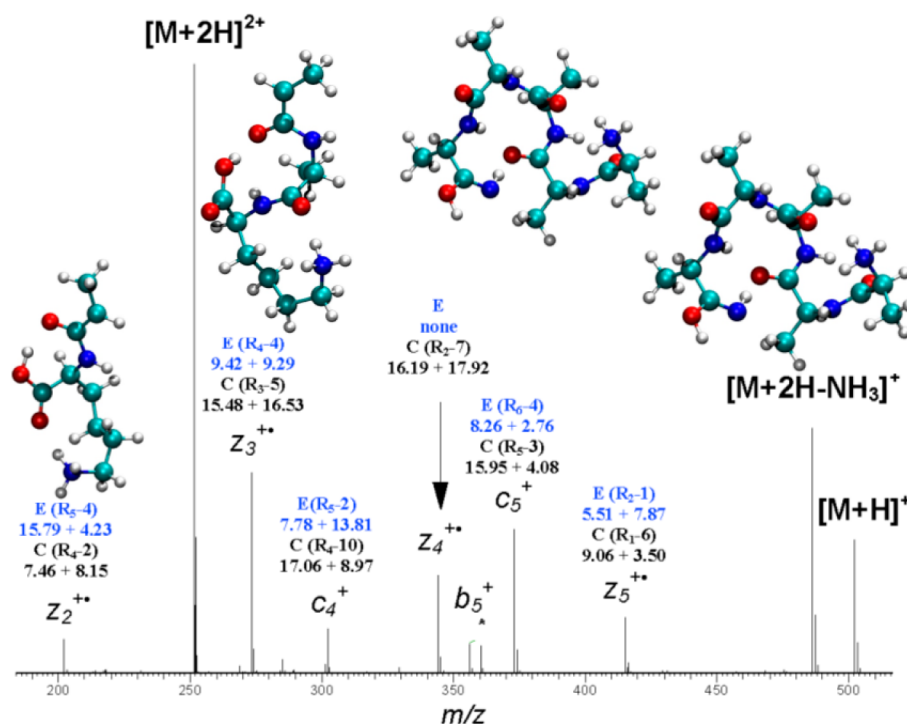 [M+2H]²⁺
E
none
C (R₂–7)
16.19 + 17.92
z₄⁺•
[M+2H-NH₃]⁺
[M+H]⁺
E (R₄–4)
9.42 + 9.29
C (R₃–5)
15.48 + 16.53
z₃⁺•
E (R₆–4)
8.26 + 2.76
C (R₅–3)
15.95 + 4.08
c₅⁺
E (R₅–4)
15.79 + 4.23
C (R₄–2)
7.46 + 8.15
z₂⁺•
E(R₅–2)
7.78 + 13.81
C (R₄–10)
17.06 + 8.97
c₄⁺
b₅⁺
*
E (R₂–1)
5.51 + 7.87
C (R₁–6)
9.06 + 3.50
z₅⁺•
200 250 300 350 400 450 500
m/z